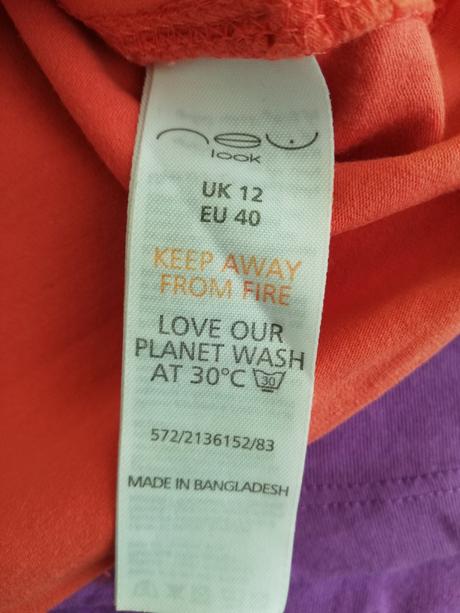 new
look
UK 12
EU 40
KEEP AWAY
FROM FIRE
LOVE OUR
PLANET WASH
AT 30°C 30
572/2136152/83
MADE IN BANGLADESH